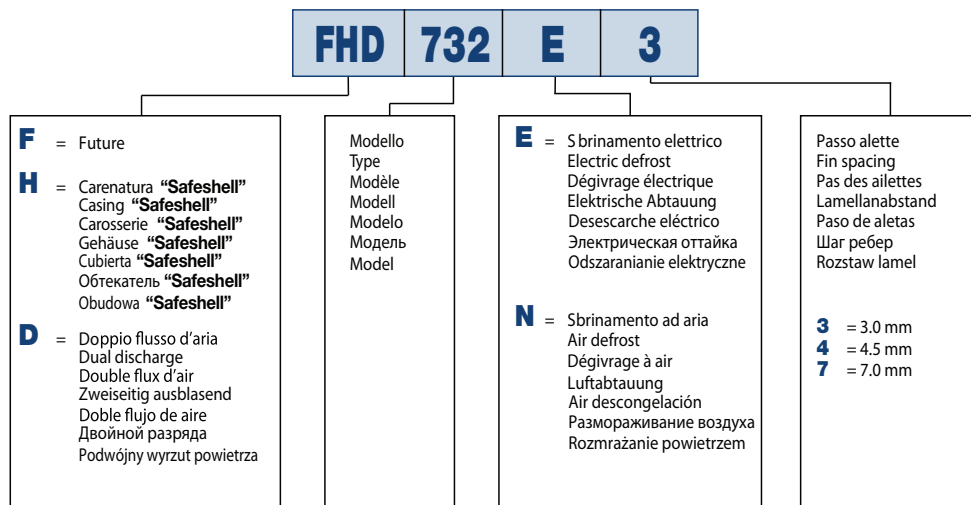 FHD 732 E 3
F = Future
H = Carenatura "Safeshell"
Casing "Safeshell"
Carosserie "Safeshell"
Gehäuse "Safeshell"
Cubierta "Safeshell"
Обтекатель "Safeshell"
Obudowa "Safeshell"
D = Doppio flusso d'aria
Dual discharge
Double flux d'air
Zweiseitig ausblasend
Doble flujo de aire
Двойной разряда
Podwójny wyrzut powietrza
Modello
Type
Modèle
Modell
Modelo
Модель
Model
E = S brinamento elettrico
Electric defrost
Dégivrage électrique
Elektrische Abtauung
Desescarche eléctrico
Электрическая оттайка
Odszaranianie elektryczne
N = Sbrinamento ad aria
Air defrost
Dégivrage à air
Luftabtauung
Air descongelación
Размораживание воздуха
Rozmrażanie powietrzem
Passo alette
Fin spacing
Pas des ailettes
Lamellanabstand
Paso de aletas
Шаг ребер
Rozstaw lamel
3 = 3.0 mm
4 = 4.5 mm
7 = 7.0 mm